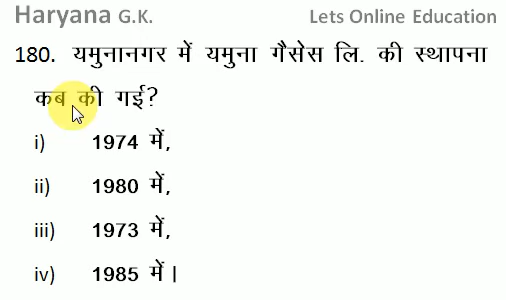 Haryana G.K. Lets Online Education
180. यमुनानगर में यमुना गैसेस लि. की स्थापना
कब की गई?
i) 1974 में,
ii) 1980 में,
iii) 1973 में,
iv) 1985 में।